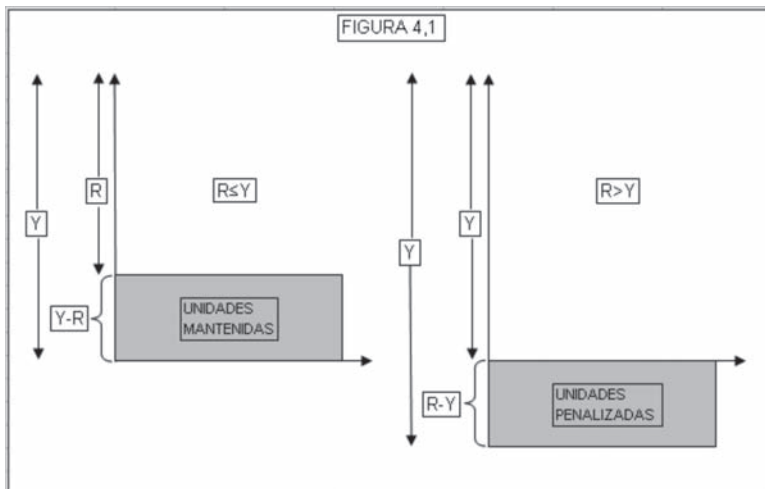 FIGURA 4,1
Y
R
R≤Y
Y-R
UNIDADES
MANTENIDAS
Y
Y
R>Y
R-Y
UNIDADES
PENALIZADAS